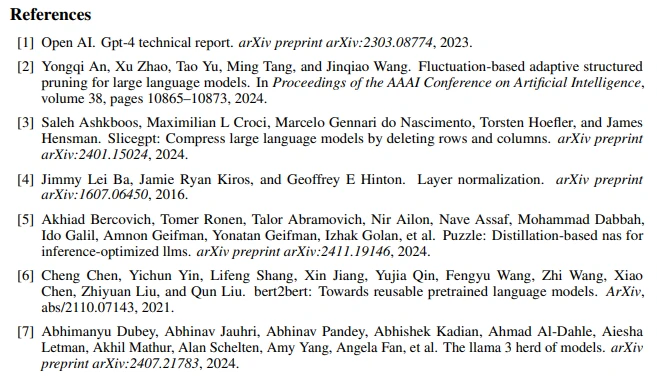 References
[1] Open AI. Gpt-4 technical report. arXiv preprint arXiv:2303.08774, 2023.
[2] Yongqi An, Xu Zhao, Tao Yu, Ming Tang, and Jinqiao Wang. Fluctuation-based adaptive structured
pruning for large language models. In Proceedings of the AAAI Conference on Artificial Intelligence,
volume 38, pages 10865–10873, 2024.
[3] Saleh Ashkboos, Maximilian L Croci, Marcelo Gennari do Nascimento, Torsten Hoefler, and James
Hensman. Slicegpt: Compress large language models by deleting rows and columns. arXiv preprint
arXiv:2401.15024, 2024.
[4] Jimmy Lei Ba, Jamie Ryan Kiros, and Geoffrey E Hinton. Layer normalization. arXiv preprint
arXiv:1607.06450, 2016.
[5] Akhiad Bercovich, Tomer Ronen, Talor Abramovich, Nir Ailon, Nave Assaf, Mohammad Dabbah,
Ido Galil, Amnon Geifman, Yonatan Geifman, Izhak Golan, et al. Puzzle: Distillation-based nas for
inference-optimized llms. arXiv preprint arXiv:2411.19146, 2024.
[6] Cheng Chen, Yichun Yin, Lifeng Shang, Xin Jiang, Yujia Qin, Fengyu Wang, Zhi Wang, Xiao
Chen, Zhiyuan Liu, and Qun Liu. bert2bert: Towards reusable pretrained language models. ArXiv,
abs/2110.07143, 2021.
[7] Abhimanyu Dubey, Abhinav Jauhri, Abhinav Pandey, Abhishek Kadian, Ahmad Al-Dahle, Aiesha
Letman, Akhil Mathur, Alan Schelten, Amy Yang, Angela Fan, et al. The llama 3 herd of models. arXiv
preprint arXiv:2407.21783, 2024.